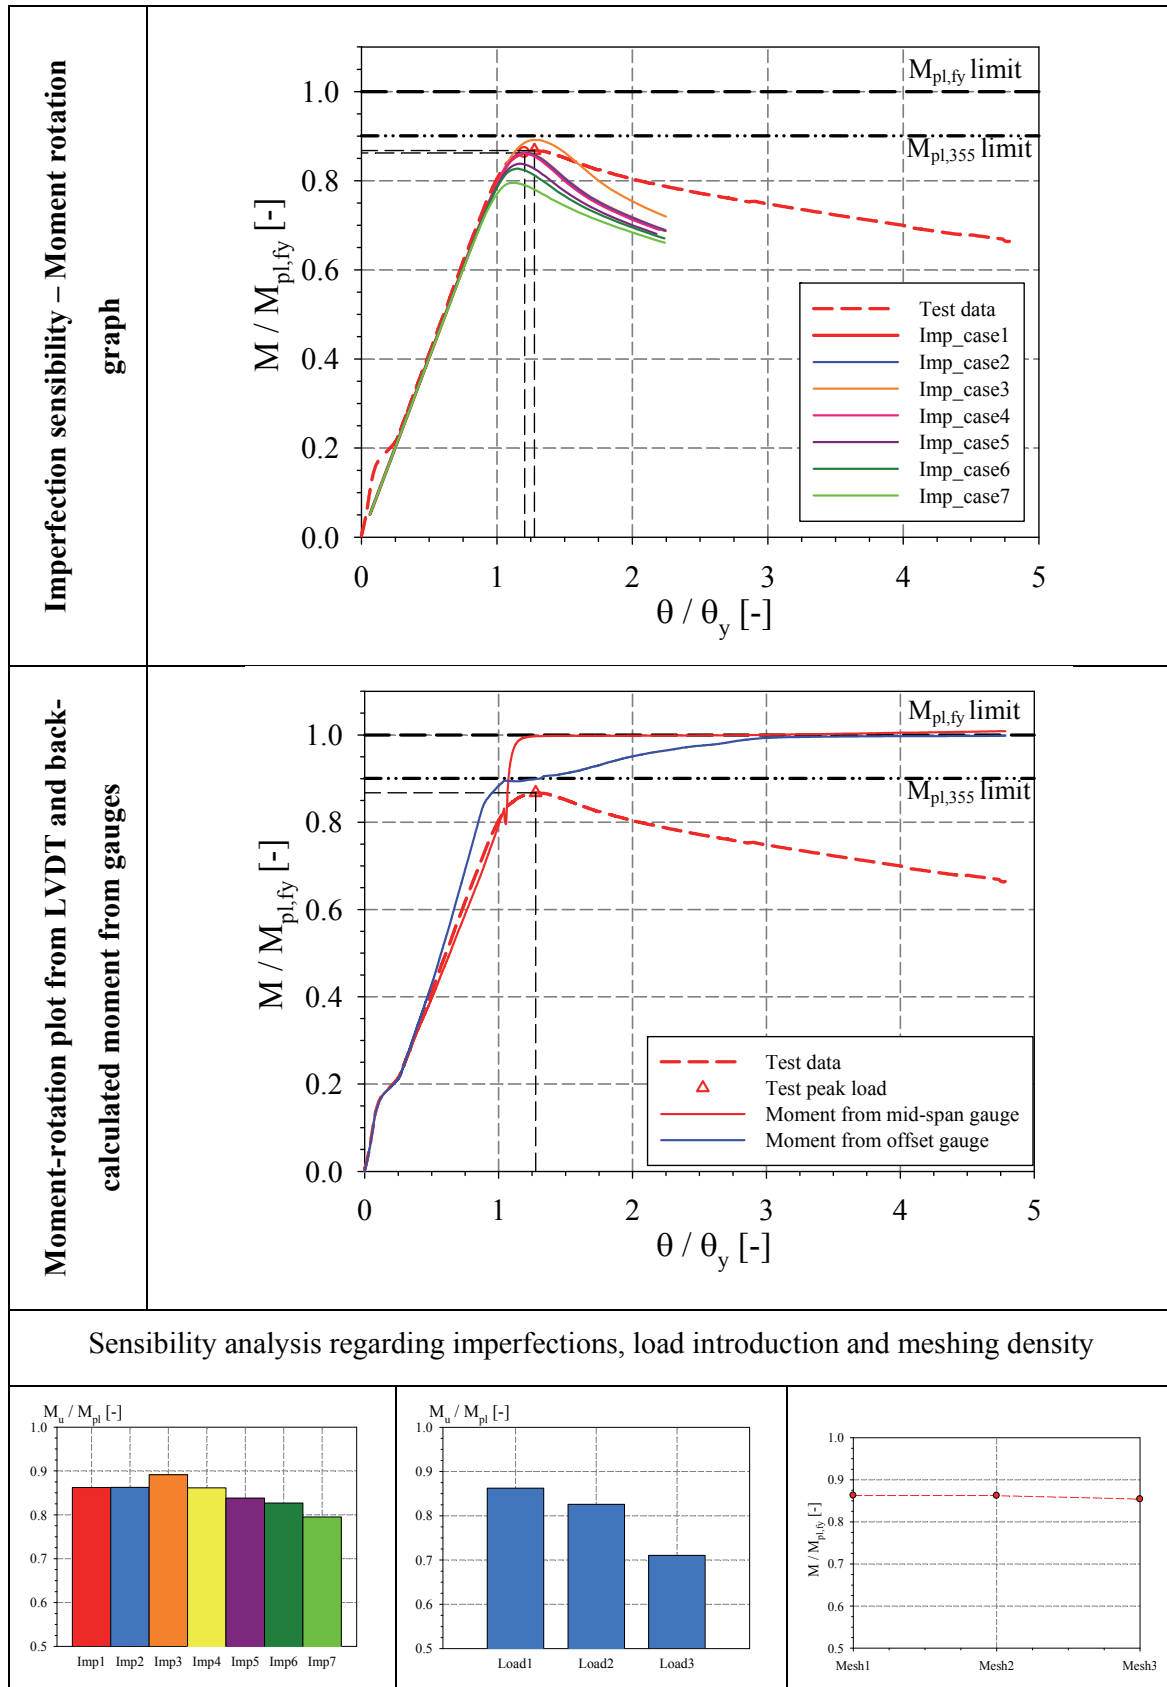 Imperfection sensibility – Moment rotation
graph
M / Mpl,fy [-]
1.0
0.8
0.6
0.4
0.2
0.0
Mpl,fy limit
Mpl,355 limit
Test data
Imp_case1
Imp_case2
Imp_case3
Imp_case4
Imp_case5
Imp_case6
Imp_case7
0 1 2 3 4 5
θ / θy [-]
Moment-rotation plot from LVDT and back-
calculated moment from gauges
M / Mpl,fy [-]
1.0
0.8
0.6
0.4
0.2
0.0
Mpl,fy limit
Mpl,355 limit
Test data
Test peak load
Moment from mid-span gauge
Moment from offset gauge
0 1 2 3 4 5
θ / θy [-]
Sensibility analysis regarding imperfections, load introduction and meshing density
Mu / Mpl [-]
1.0
0.9
0.8
0.7
0.6
0.5
Imp1 Imp2 Imp3 Imp4 Imp5 Imp6 Imp7
Mu / Mpl [-]
1.0
0.9
0.8
0.7
0.6
0.5
Load1 Load2 Load3
M / Mpl,fy [-]
1.0
0.9
0.8
0.7
0.6
0.5
Mesh1 Mesh2 Mesh3